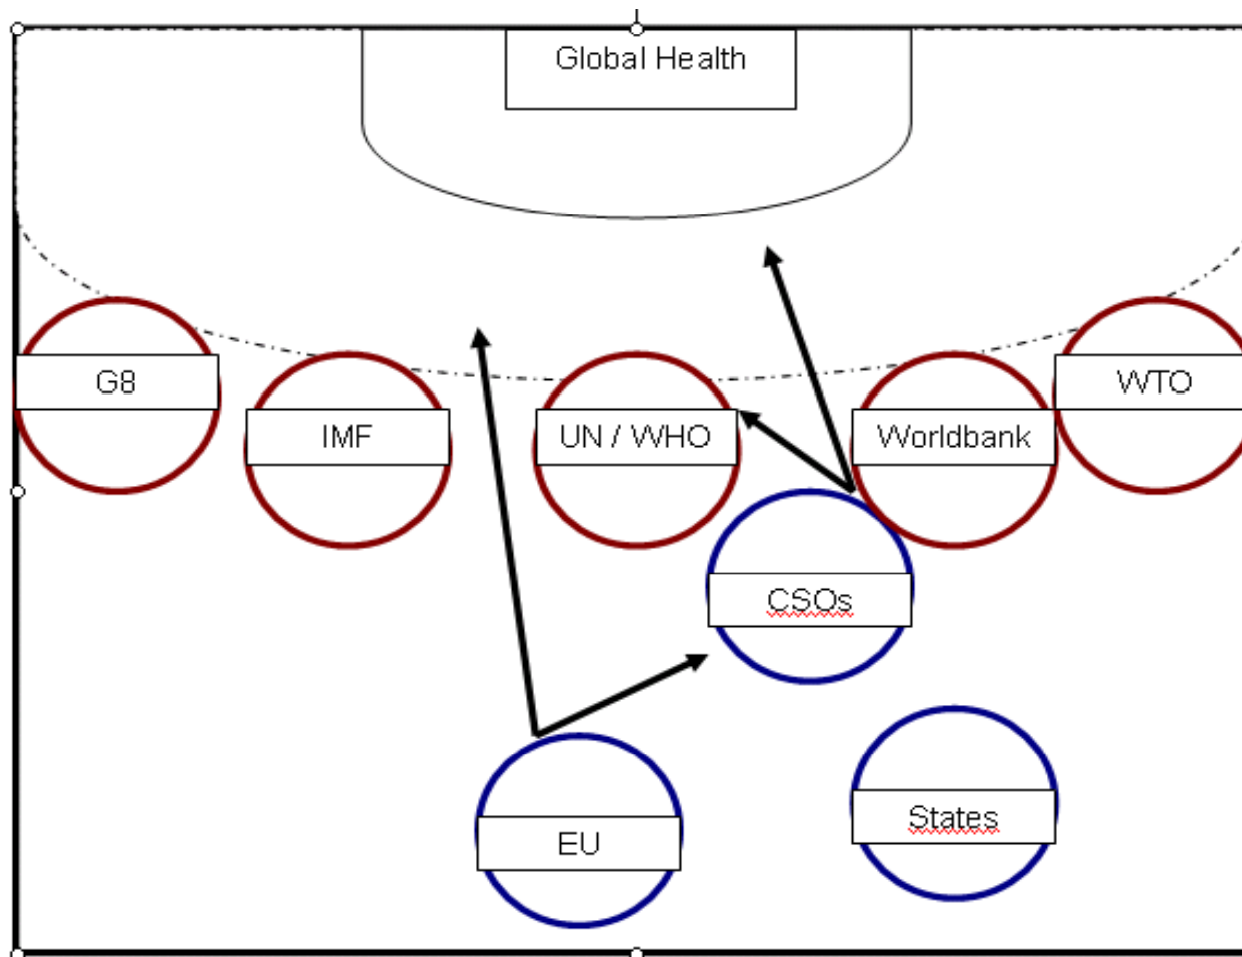 Global Health
G8
IMF
UN / WHO
Worldbank
WTO
CSOs
EU
States